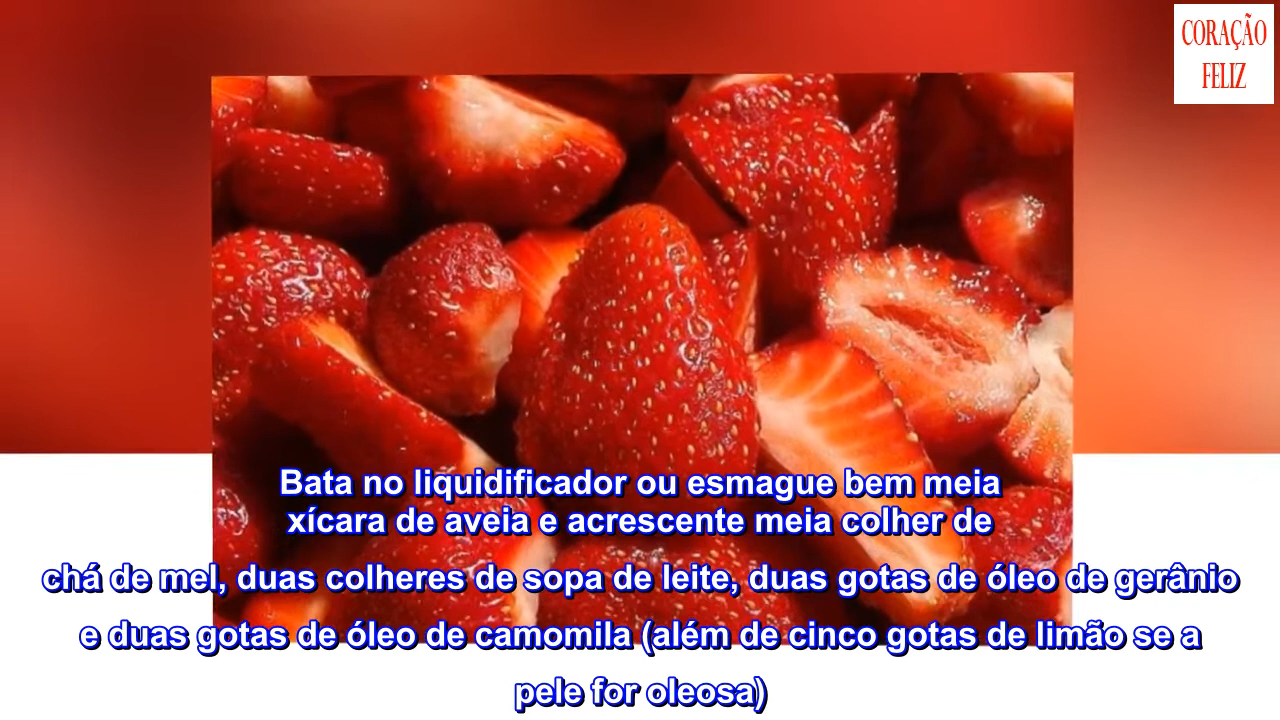 CORAÇÃO
FELIZ
Bata no liquidificador ou esmague bem meia
xícara de aveia e acrescente meia colher de
chá de mel, duas colheres de sopa de leite, duas gotas de óleo de gerânio
e duas gotas de óleo de camomila (além de cinco gotas de limão se a
pele for oleosa)